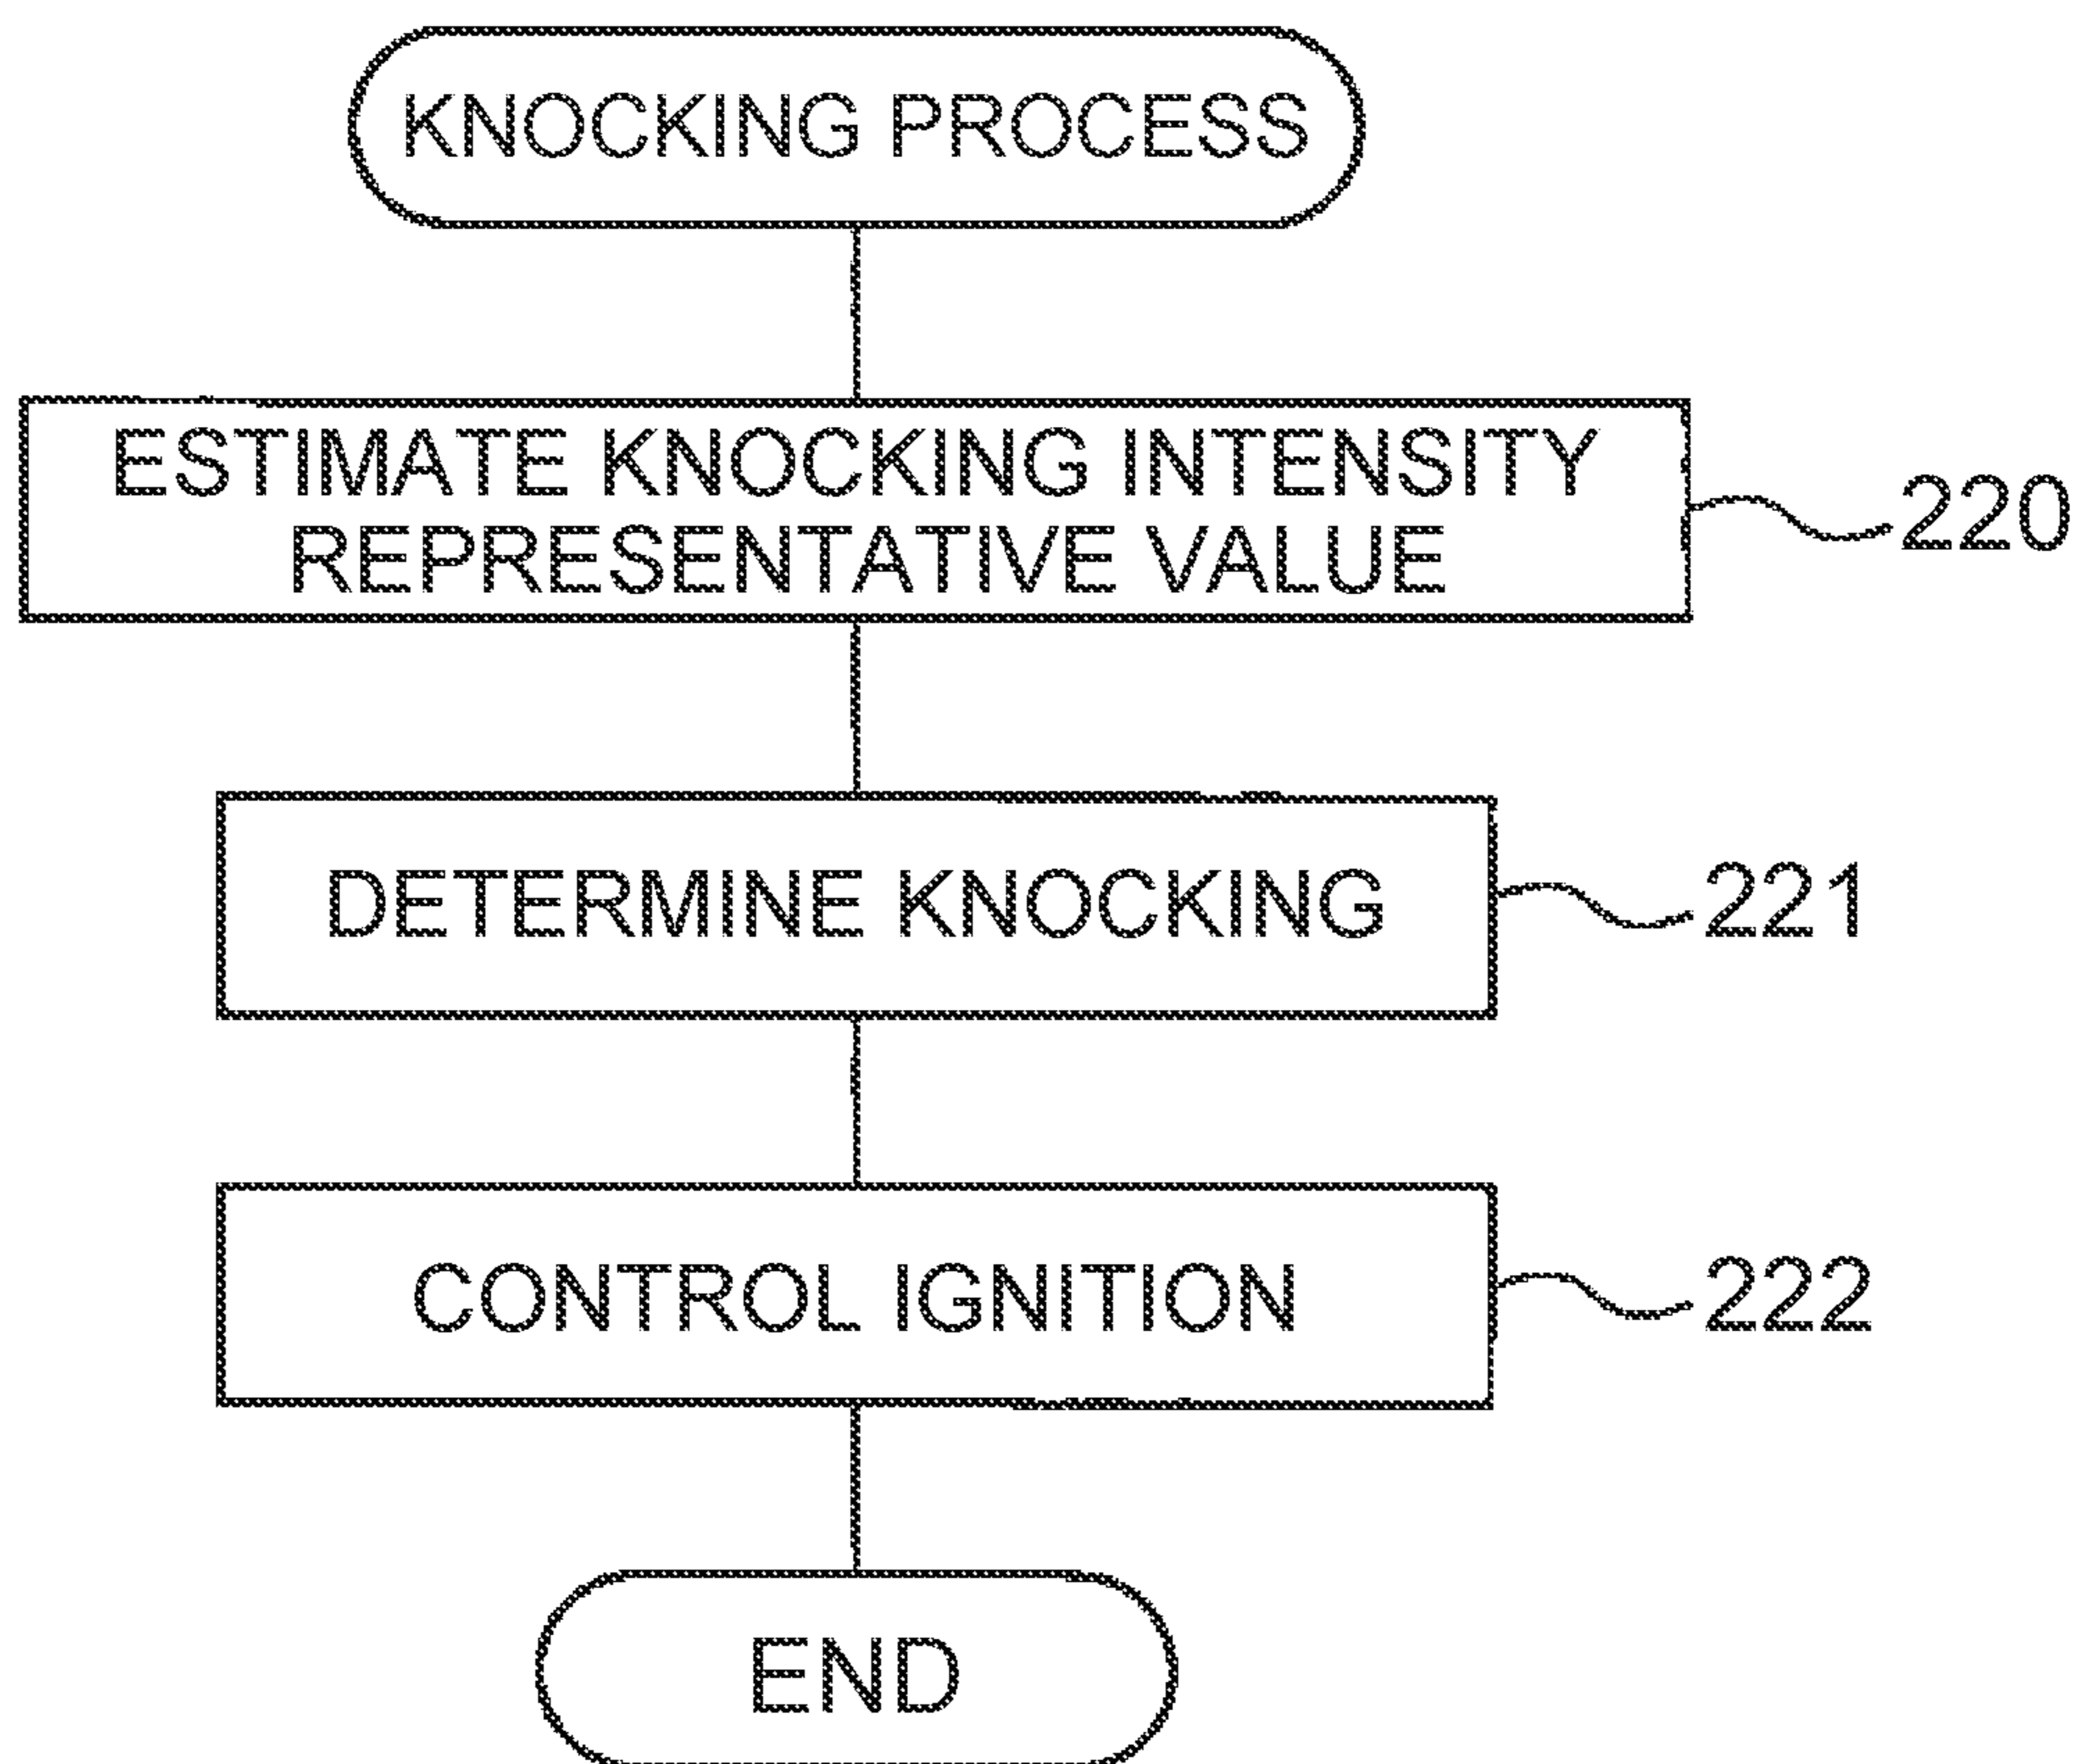 KNOCKING PROCESS
ESTIMATE KNOCKING INTENSITY
REPRESENTATIVE VALUE
220
DETERMINE KNOCKING
221
CONTROL IGNITION
222
END